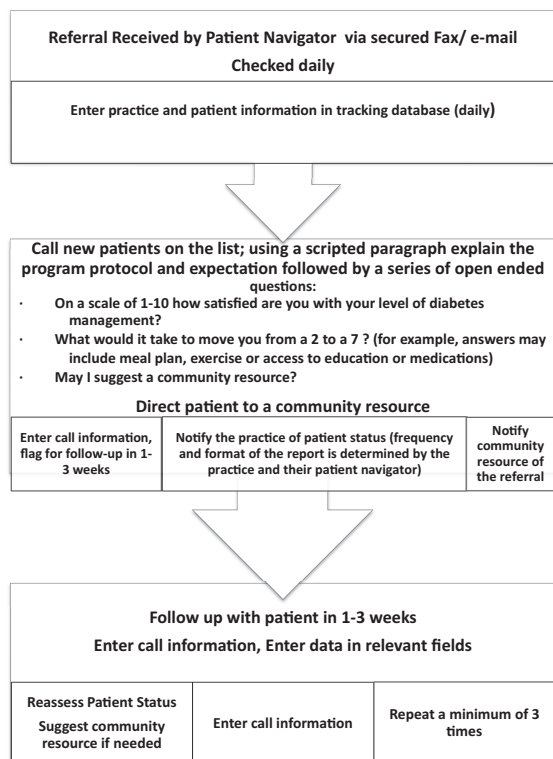 Referral Received by Patient Navigator via secured Fax/ e-mail
Checked daily
Enter practice and patient information in tracking database (daily)
Call new patients on the list; using a scripted paragraph explain the
program protocol and expectation followed by a series of open ended
questions:
· On a scale of 1-10 how satisfied are you with your level of diabetes
management?
· What would it take to move you from a 2 to a 7 ? (for example, answers may
include meal plan, exercise or access to education or medications)
· May I suggest a community resource?
Direct patient to a community resource
Enter call information,
flag for follow-up in 1-
3 weeks
Notify the practice of patient status (frequency
and format of the report is determined by the
practice and their patient navigator)
Notify
community
resource of
the referral
Follow up with patient in 1-3 weeks
Enter call information, Enter data in relevant fields
Reassess Patient Status
Suggest community
resource if needed
Enter call information
Repeat a minimum of 3
times